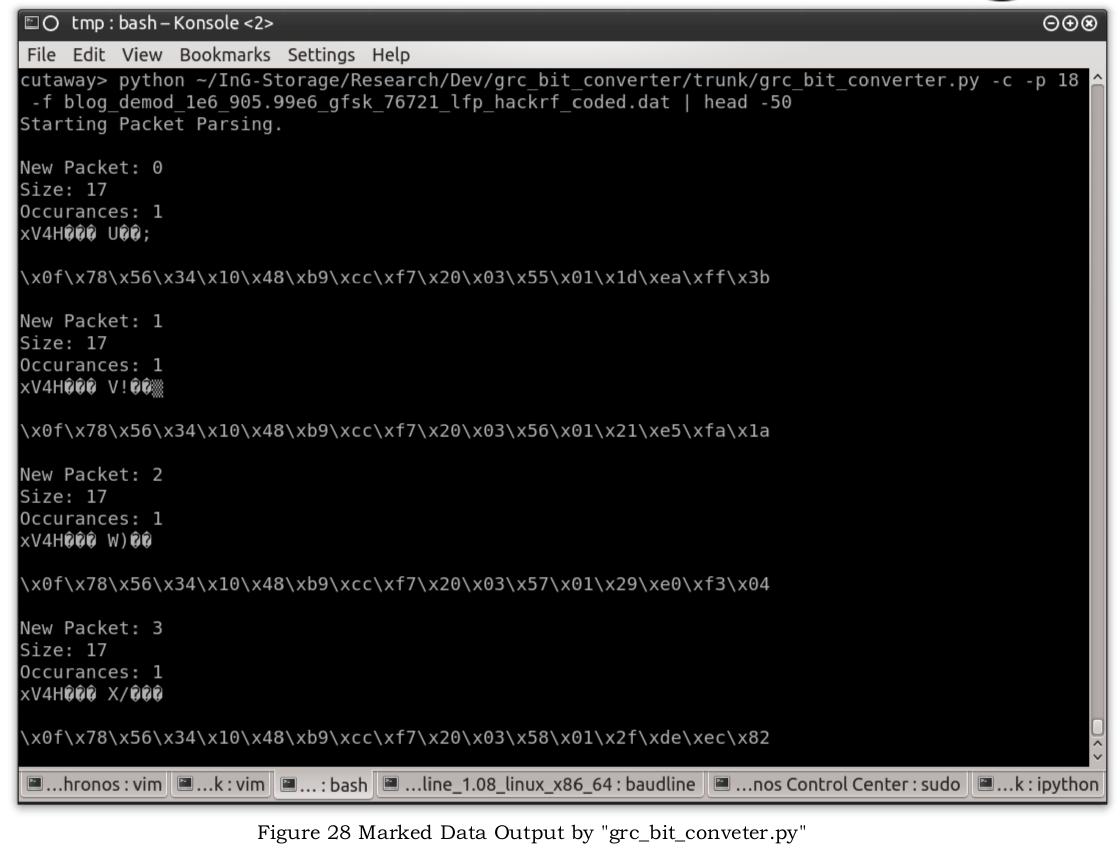 tmp : bash – Konsole <2>
File Edit View Bookmarks Settings Help
cutaway> python ~/InG-Storage/Research/Dev/grc_bit_converter/trunk/grc_bit_converter.py -c -p 18
-f blog_demod_1e6_905.99e6_gfsk_76721_lfp_hackrf_coded.dat | head -50
Starting Packet Parsing.
New Packet: 0
Size: 17
Occurances: 1
xV4H��� U��;
\x0f\x78\x56\x34\x10\x48\xb9\xcc\xf7\x20\x03\x55\x01\x1d\xea\xff\x3b
New Packet: 1
Size: 17
Occurances: 1
xV4H��� V!��▒
\x0f\x78\x56\x34\x10\x48\xb9\xcc\xf7\x20\x03\x56\x01\x21\xe5\xfa\x1a
New Packet: 2
Size: 17
Occurances: 1
xV4H��� W)��
\x0f\x78\x56\x34\x10\x48\xb9\xcc\xf7\x20\x03\x57\x01\x29\xe0\xf3\x04
New Packet: 3
Size: 17
Occurances: 1
xV4H��� X/���
\x0f\x78\x56\x34\x10\x48\xb9\xcc\xf7\x20\x03\x58\x01\x2f\xde\xec\x82
...hronos : vim ...k : vim ... : bash ...line_1.08_linux_x86_64 : baudline ...nos Control Center : sudo ...k : ipython
Figure 28 Marked Data Output by "grc_bit_conveter.py"